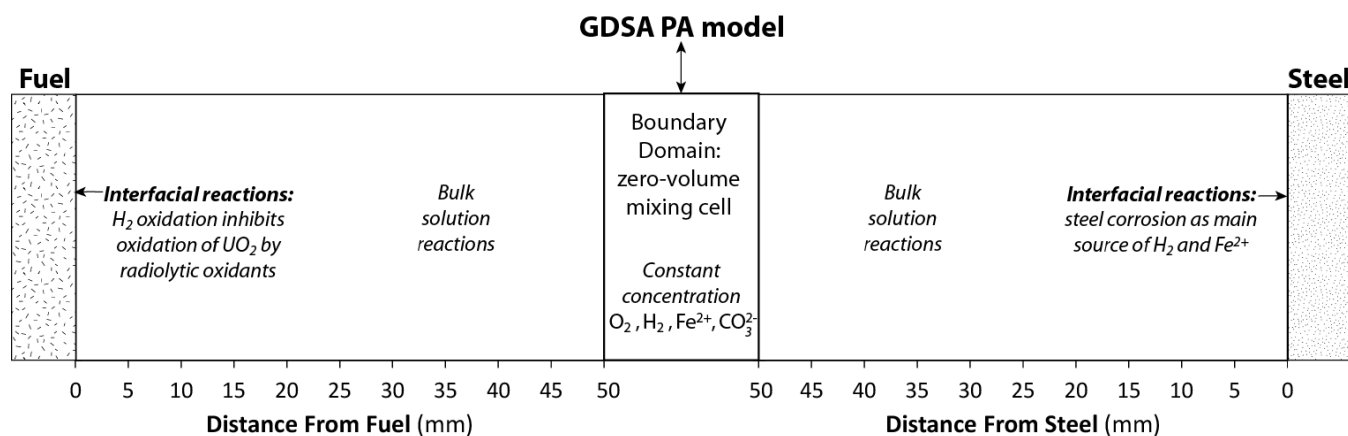 GDSA PA model
Fuel
Steel
Interfacial reactions:
H₂ oxidation inhibits
oxidation of UO₂ by
radiolytic oxidants
Bulk
solution
reactions
Boundary
Domain:
zero-volume
mixing cell
Constant
concentration
O₂ , H₂ , Fe²⁺, CO₃²⁻
Bulk
solution
reactions
Interfacial reactions:
steel corrosion as main
source of H₂ and Fe²⁺
0 5 10 15 20 25 30 35 40 45 50
50 45 40 35 30 25 20 15 10 5 0
Distance From Fuel (mm)
Distance From Steel (mm)